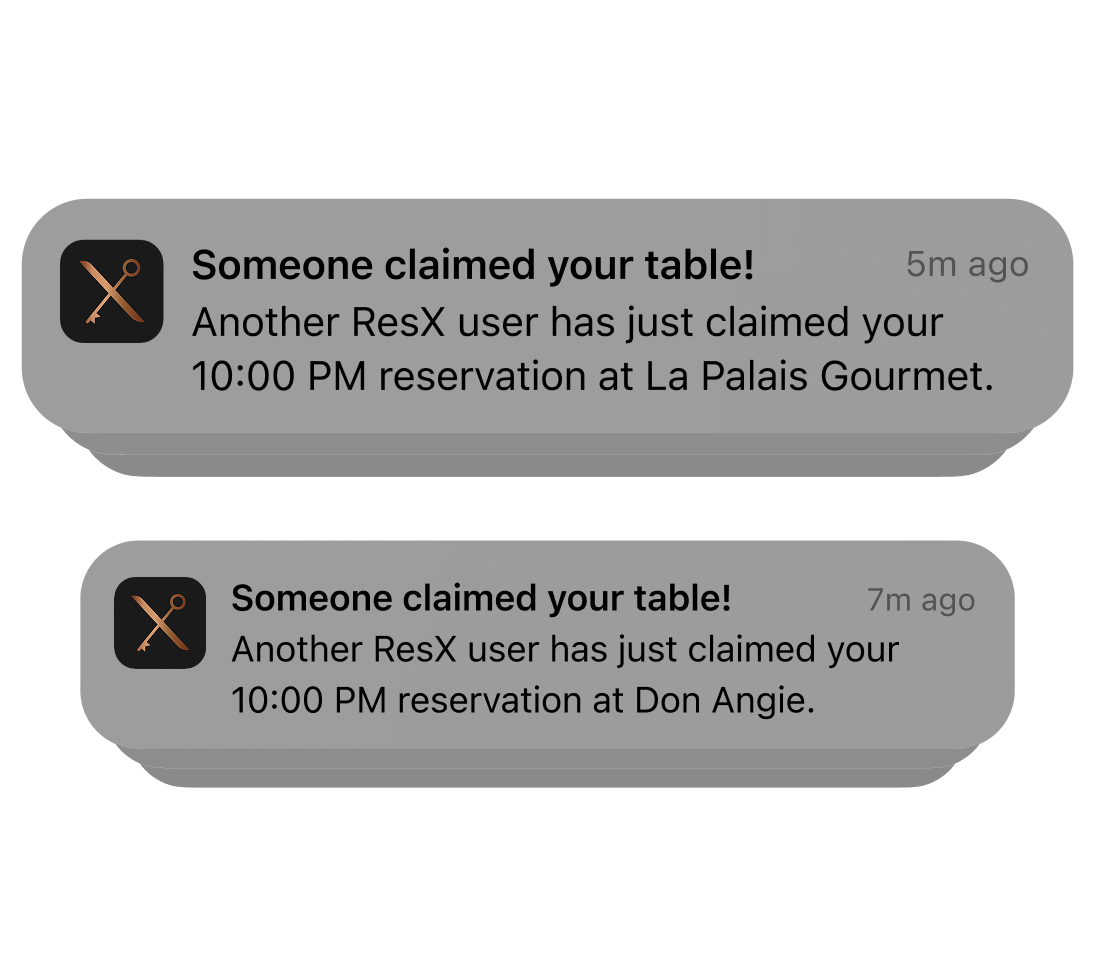 Someone claimed your table!
5m ago
Another ResX user has just claimed your
10:00 PM reservation at La Palais Gourmet.
Someone claimed your table!
7m ago
Another ResX user has just claimed your
10:00 PM reservation at Don Angie.